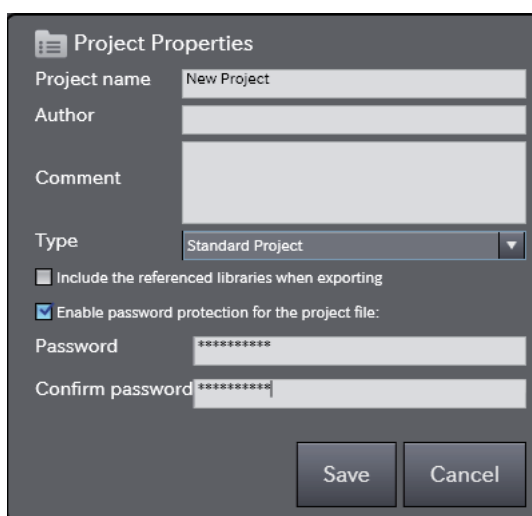 Project Properties
Project name New Project
Author
Comment
Type Standard Project
Include the referenced libraries when exporting
Enable password protection for the project file:
Password **********
Confirm password **********
Save Cancel